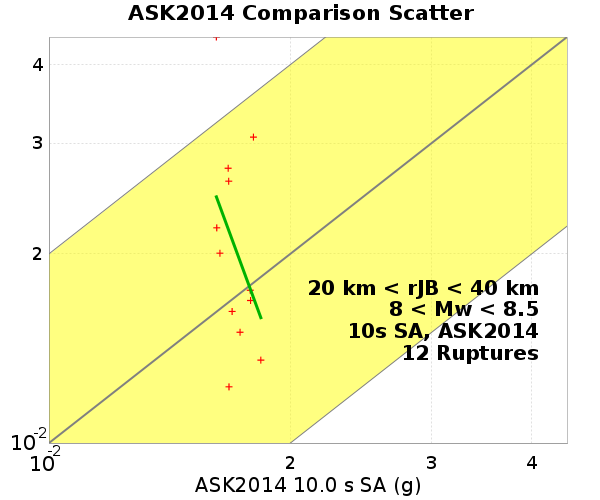 ASK2014 Comparison Scatter
4
3
2
20 km < rJB < 40 km
8 < Mw < 8.5
10s SA, ASK2014
12 Ruptures
10-2
10-2
2
3
4
ASK2014 10.0 s SA (g)